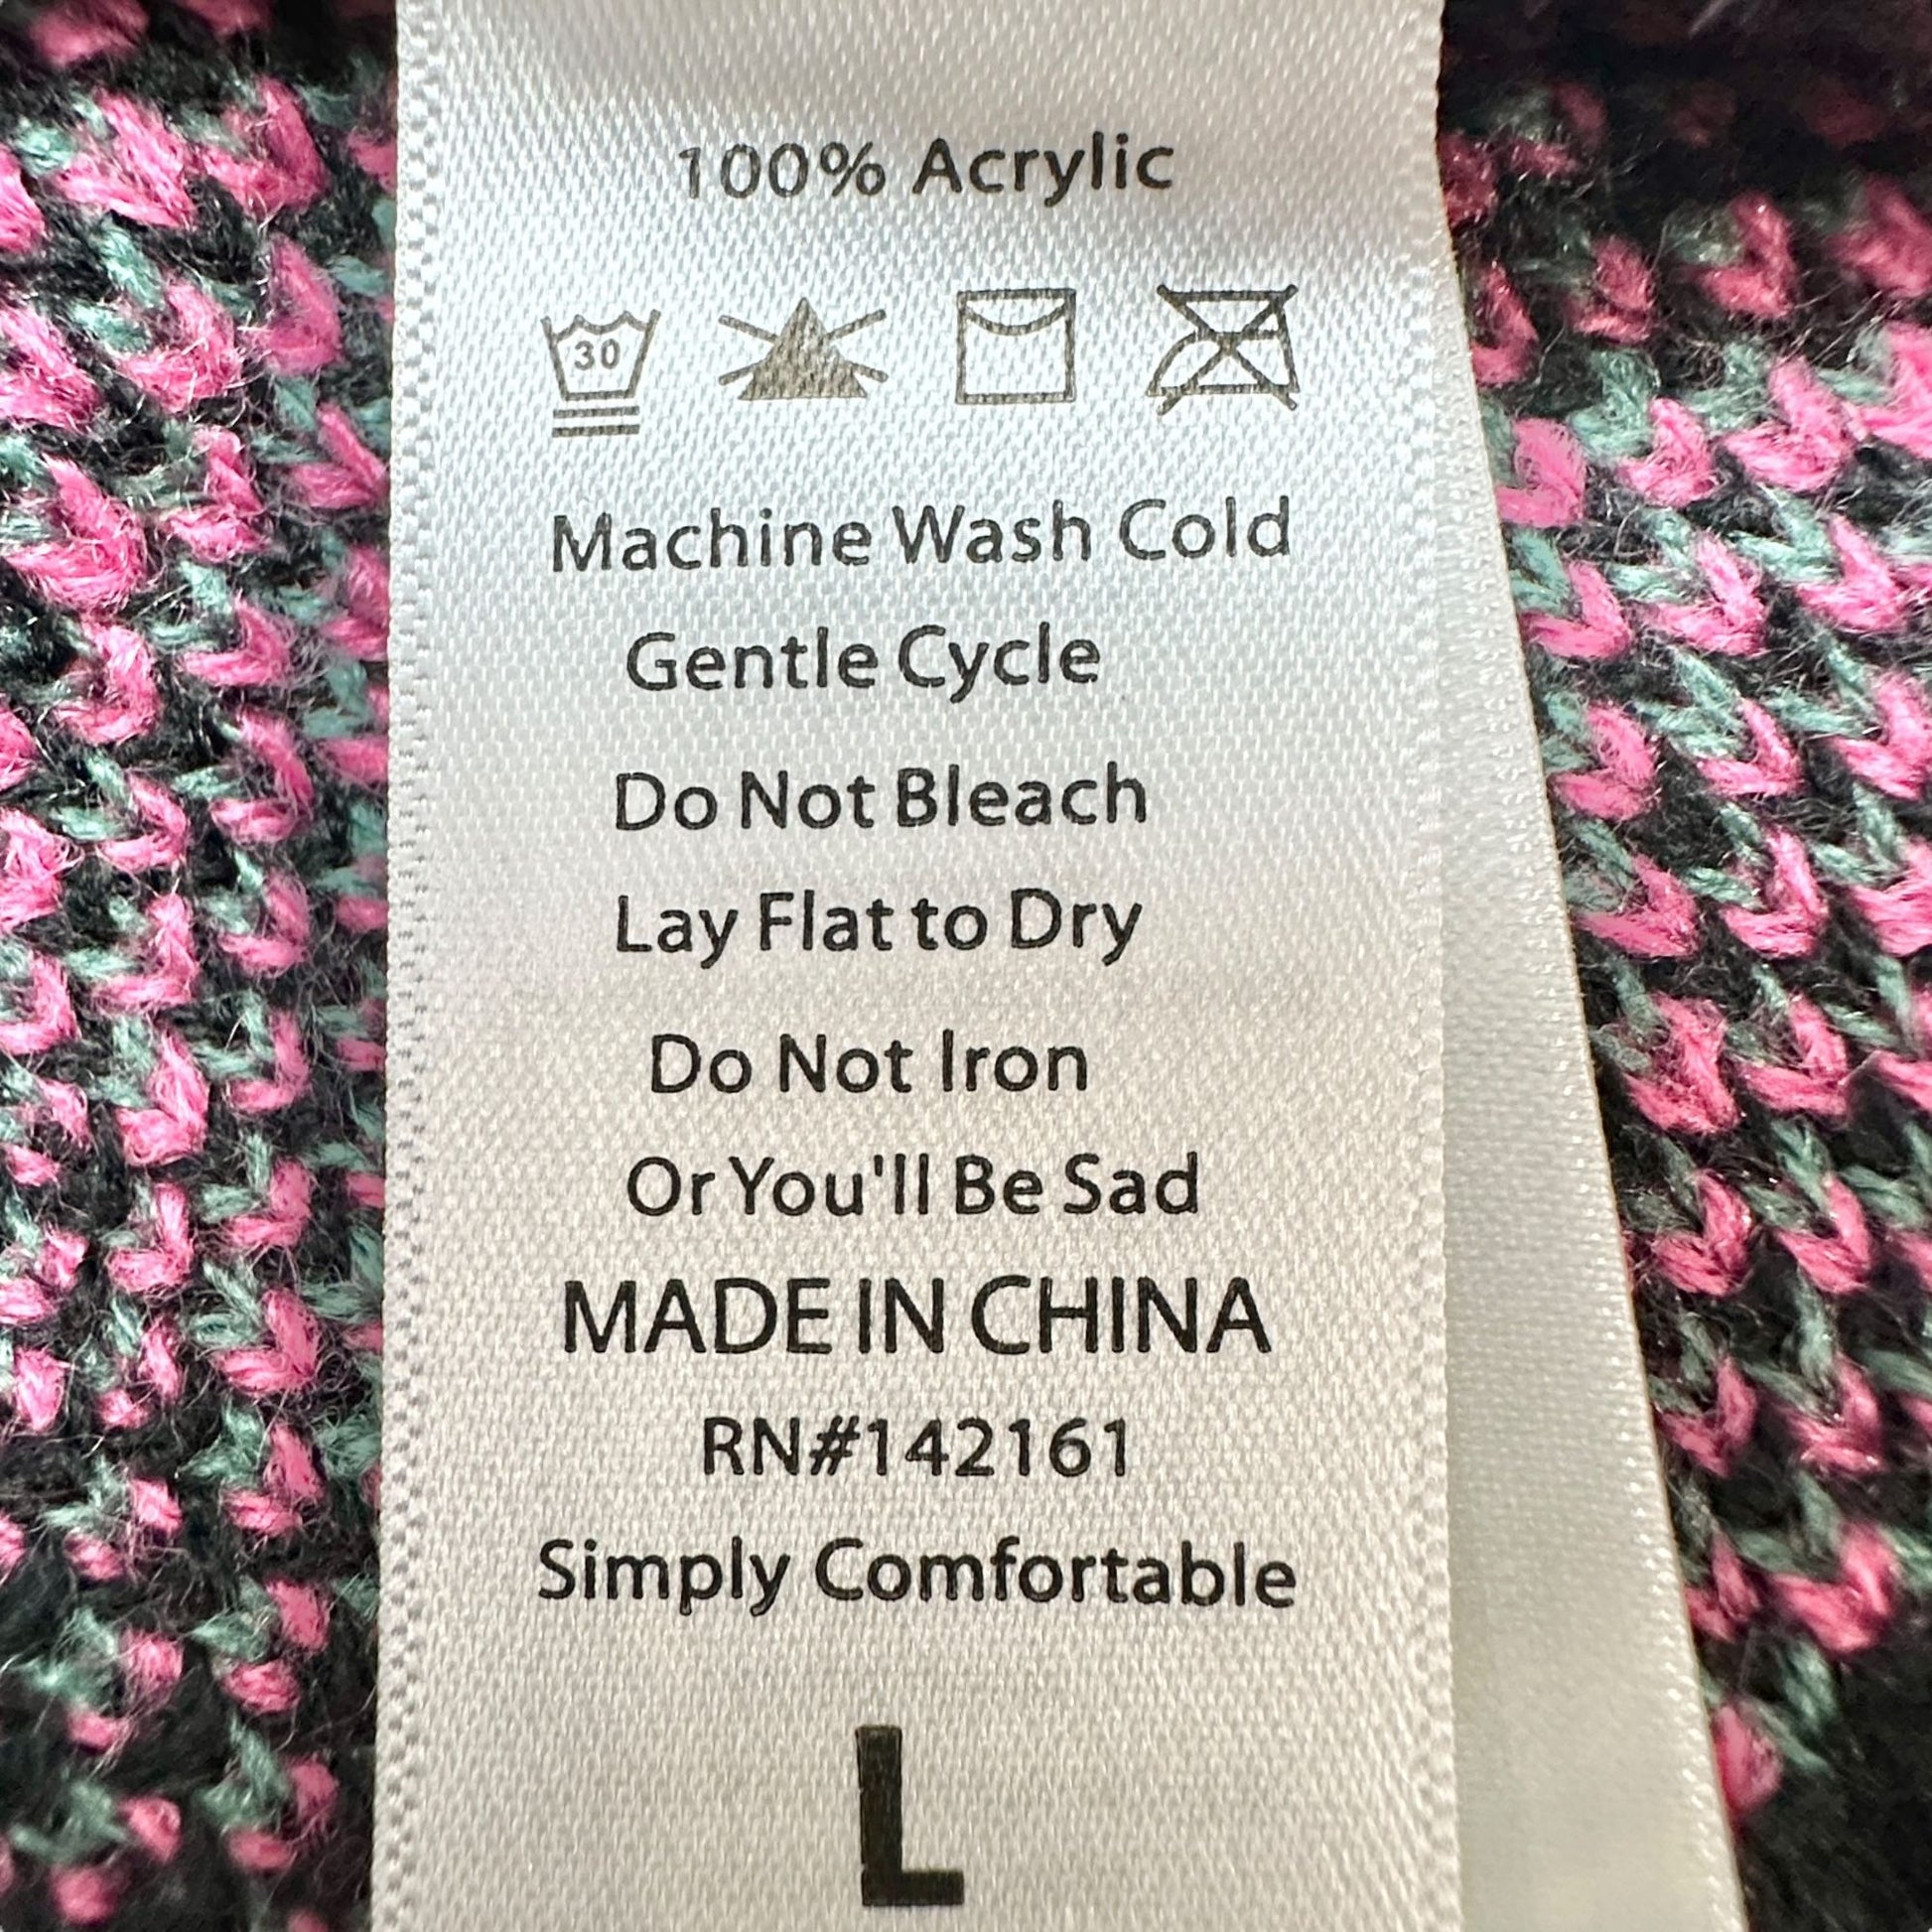 100% Acrylic
30
Machine Wash Cold
Gentle Cycle
Do Not Bleach
Lay Flat to Dry
Do Not Iron
Or You'll Be Sad
MADE IN CHINA
RN#142161
Simply Comfortable
L